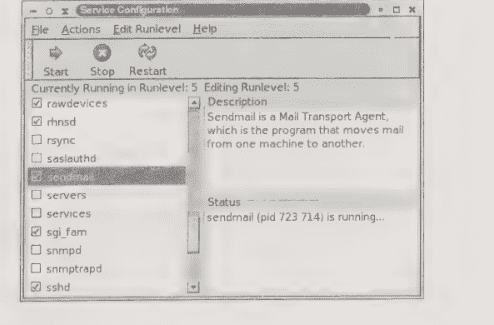 Service Configuration
File Actions Edit Runlevel Help
Start Stop Restart
Currently Running in Runlevel: 5 Editing Runlevel: 5
rawdevices
rhnsd
rsync
saslauthd
sendmail
servers
services
sgi_fam
snmpd
snmptrapd
sshd
Description
Sendmail is a Mail Transport Agent,
which is the program that moves mail
from one machine to another.
Status
sendmail (pid 723 714) is running...